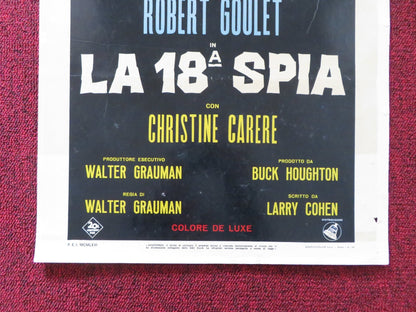 ROBERT GOULET
IN
LA 18A SPIA
CON
CHRISTINE CARERE
PRODUTTORE ESECUTIVO
WALTER GRAUMAN
PRODOTTO DA
BUCK HOUGHTON
REGIA DI
WALTER GRAUMAN
SCRITTO DA
LARRY COHEN
COLORE DE LUXE